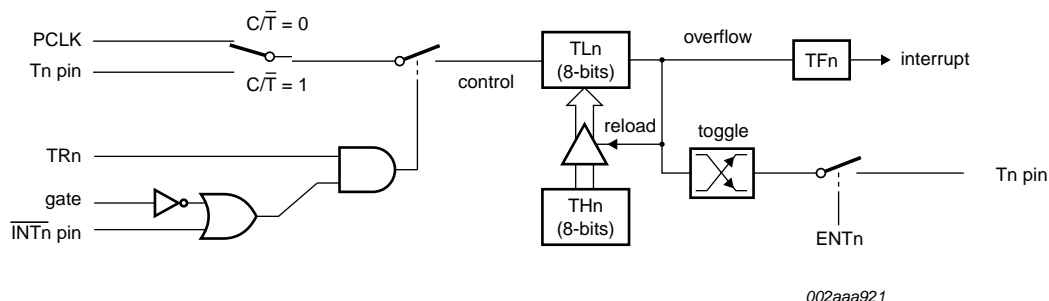 C/T̅ = 0
PCLK
Tn pin
C/T̅ = 1
control
TLn
(8-bits)
overflow
TFn
interrupt
reload
toggle
TRn
gate
I̅N̅T̅n̅ pin
THn
(8-bits)
Tn pin
ENTn
002aaa921